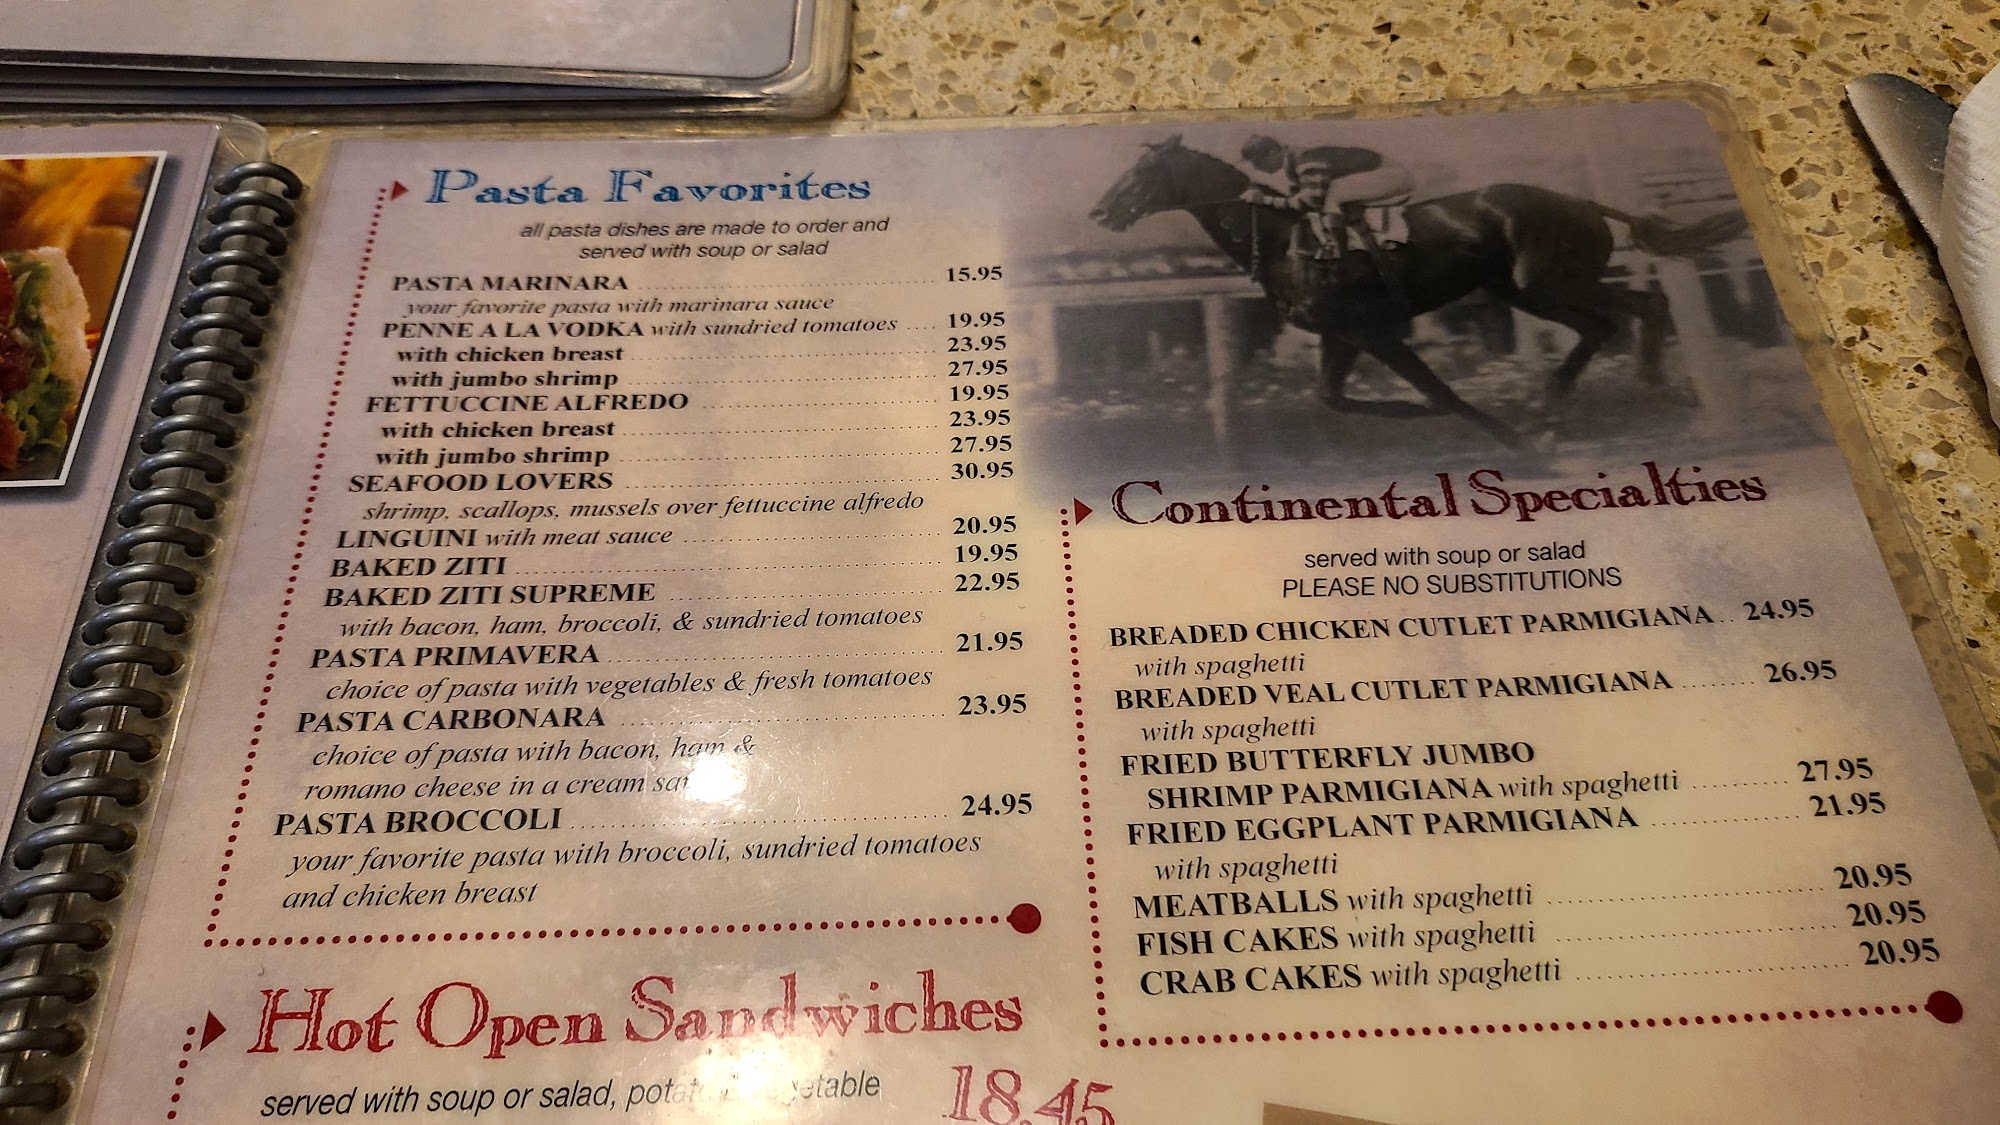 Pasta Favorites
all pasta dishes are made to order and
served with soup or salad
PASTA MARINARA 15.95
your favorite pasta with marinara sauce
PENNE A LA VODKA with sundried tomatoes 19.95
with chicken breast 23.95
with jumbo shrimp 27.95
FETTUCCINE ALFREDO 19.95
with chicken breast 23.95
with jumbo shrimp 27.95
SEAFOOD LOVERS 30.95
shrimp, scallops, mussels over fettuccine alfredo
LINGUINI with meat sauce 20.95
BAKED ZITI 19.95
BAKED ZITI SUPREME 22.95
with bacon, ham, broccoli, & sundried tomatoes
PASTA PRIMAVERA 21.95
choice of pasta with vegetables & fresh tomatoes
PASTA CARBONARA 23.95
choice of pasta with bacon, ham &
romano cheese in a cream
PASTA BROCCOLI 24.95
your favorite pasta with broccoli, sundried tomatoes
and chicken breast
Hot Open Sandwiches
served with soup or salad,
18.45
Continental Specialties
served with soup or salad
PLEASE NO SUBSTITUTIONS
BREADED CHICKEN CUTLET PARMIGIANA 24.95
with spaghetti
BREADED VEAL CUTLET PARMIGIANA 26.95
with spaghetti
FRIED BUTTERFLY JUMBO
SHRIMP PARMIGIANA with spaghetti 27.95
FRIED EGGPLANT PARMIGIANA 21.95
with spaghetti
MEATBALLS with spaghetti 20.95
FISH CAKES with spaghetti 20.95
CRAB CAKES with spaghetti 20.95